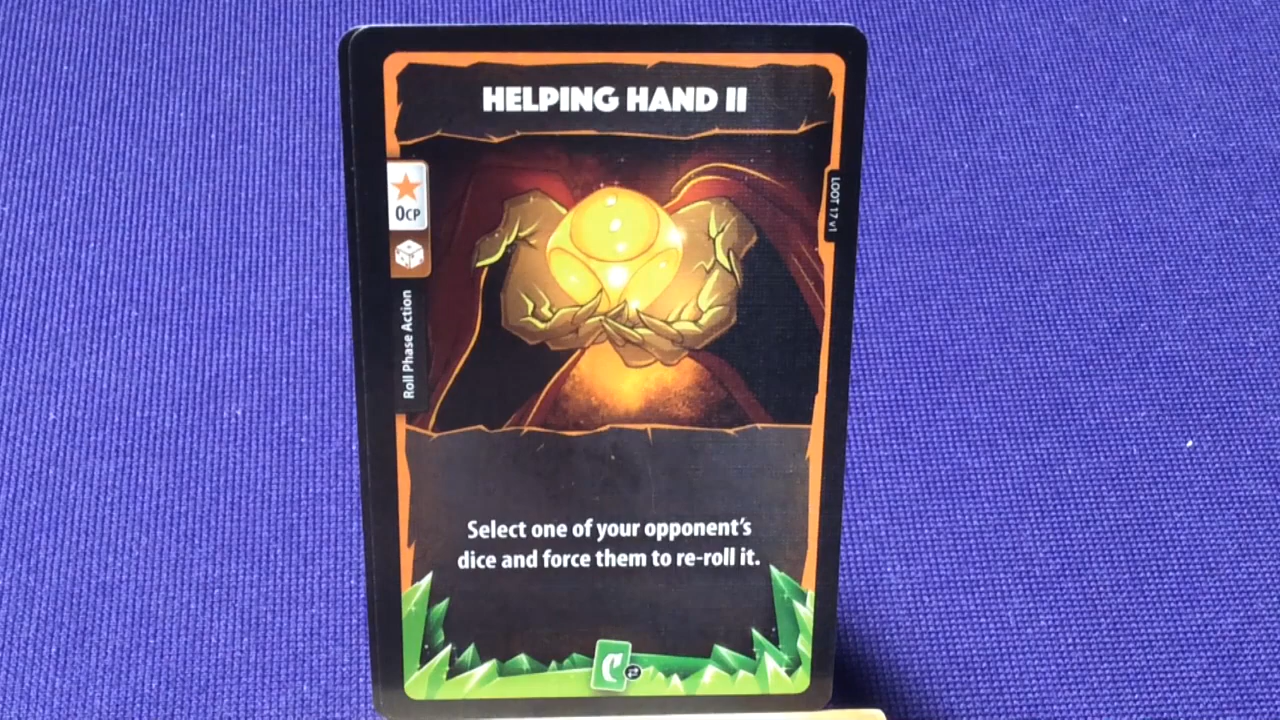 HELPING HAND II
0CP
Roll Phase Action
LOOT 17 v1
Select one of your opponent's
dice and force them to re-roll it.